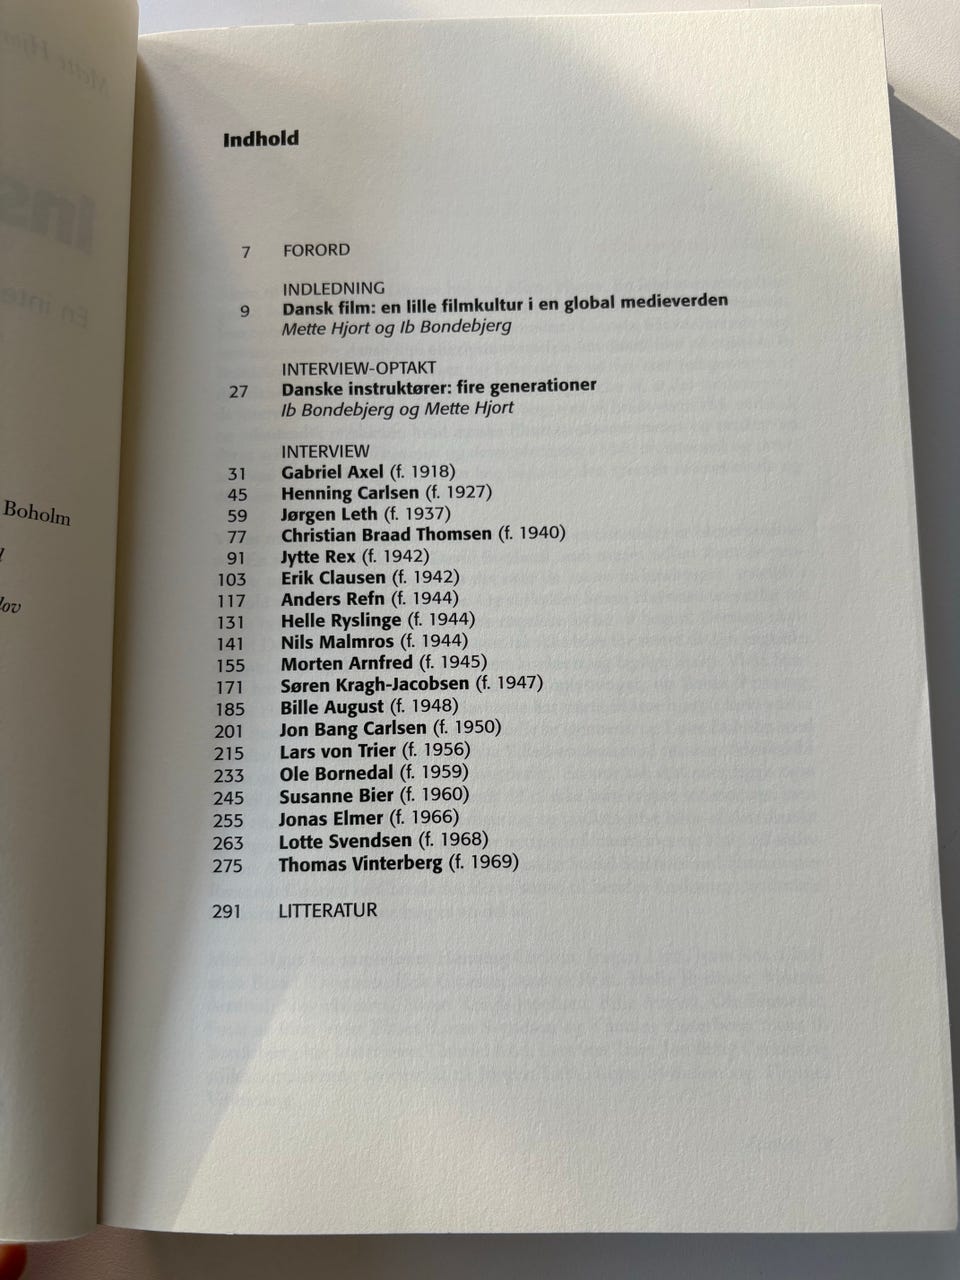 Boholm
lov
Indhold
7 FORORD
INDLEDNING
9 Dansk film: en lille filmkultur i en global medieverden
Mette Hjort og Ib Bondebjerg
INTERVIEW-OPTAKT
27 Danske instruktører: fire generationer
Ib Bondebjerg og Mette Hjort
INTERVIEW
31 Gabriel Axel (f. 1918)
45 Henning Carlsen (f. 1927)
59 Jørgen Leth (f. 1937)
77 Christian Braad Thomsen (f. 1940)
91 Jytte Rex (f. 1942)
103 Erik Clausen (f. 1942)
117 Anders Refn (f. 1944)
131 Helle Ryslinge (f. 1944)
141 Nils Malmros (f. 1944)
155 Morten Arnfred (f. 1945)
171 Søren Kragh-Jacobsen (f. 1947)
185 Bille August (f. 1948)
201 Jon Bang Carlsen (f. 1950)
215 Lars von Trier (f. 1956)
233 Ole Bornedal (f. 1959)
245 Susanne Bier (f. 1960)
255 Jonas Elmer (f. 1966)
263 Lotte Svendsen (f. 1968)
275 Thomas Vinterberg (f. 1969)
291 LITTERATUR